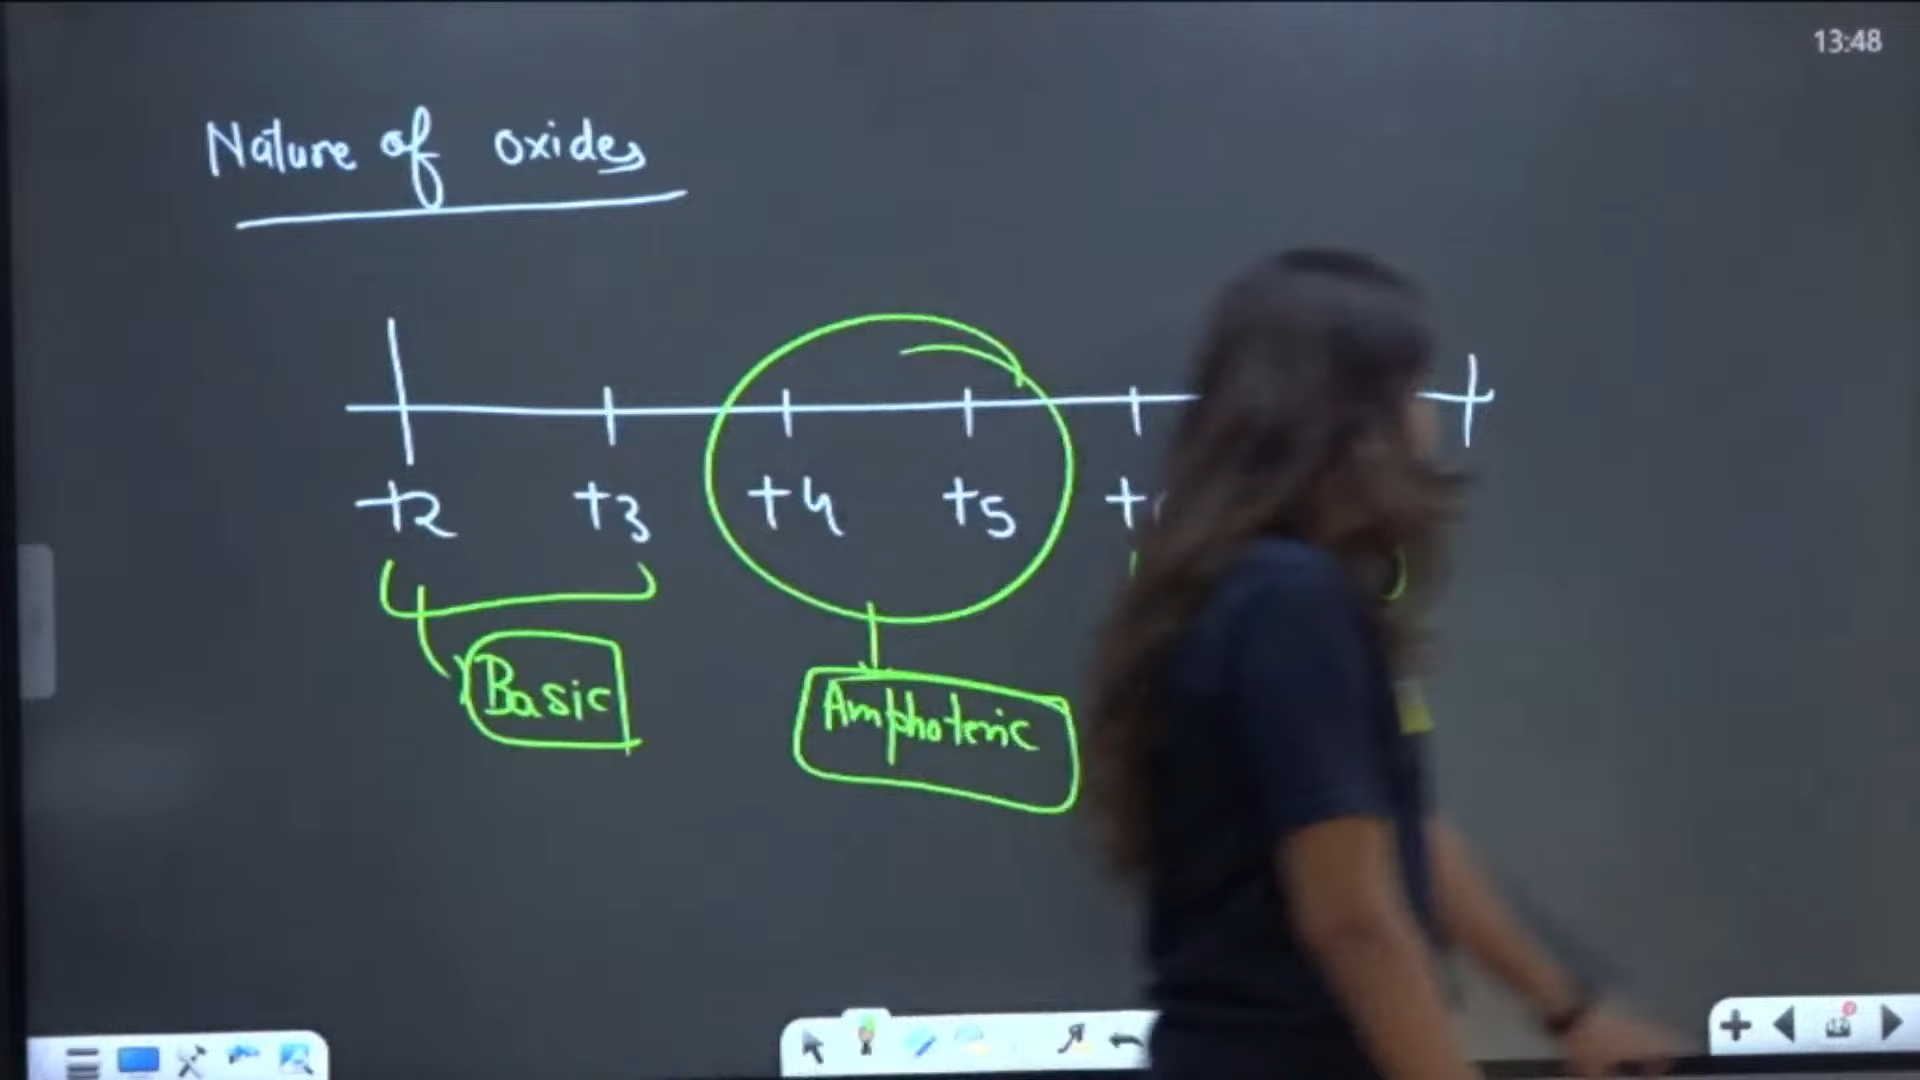 13:48
Nature of oxides
+2 +3 +4 +5
Basic
Amphoteric